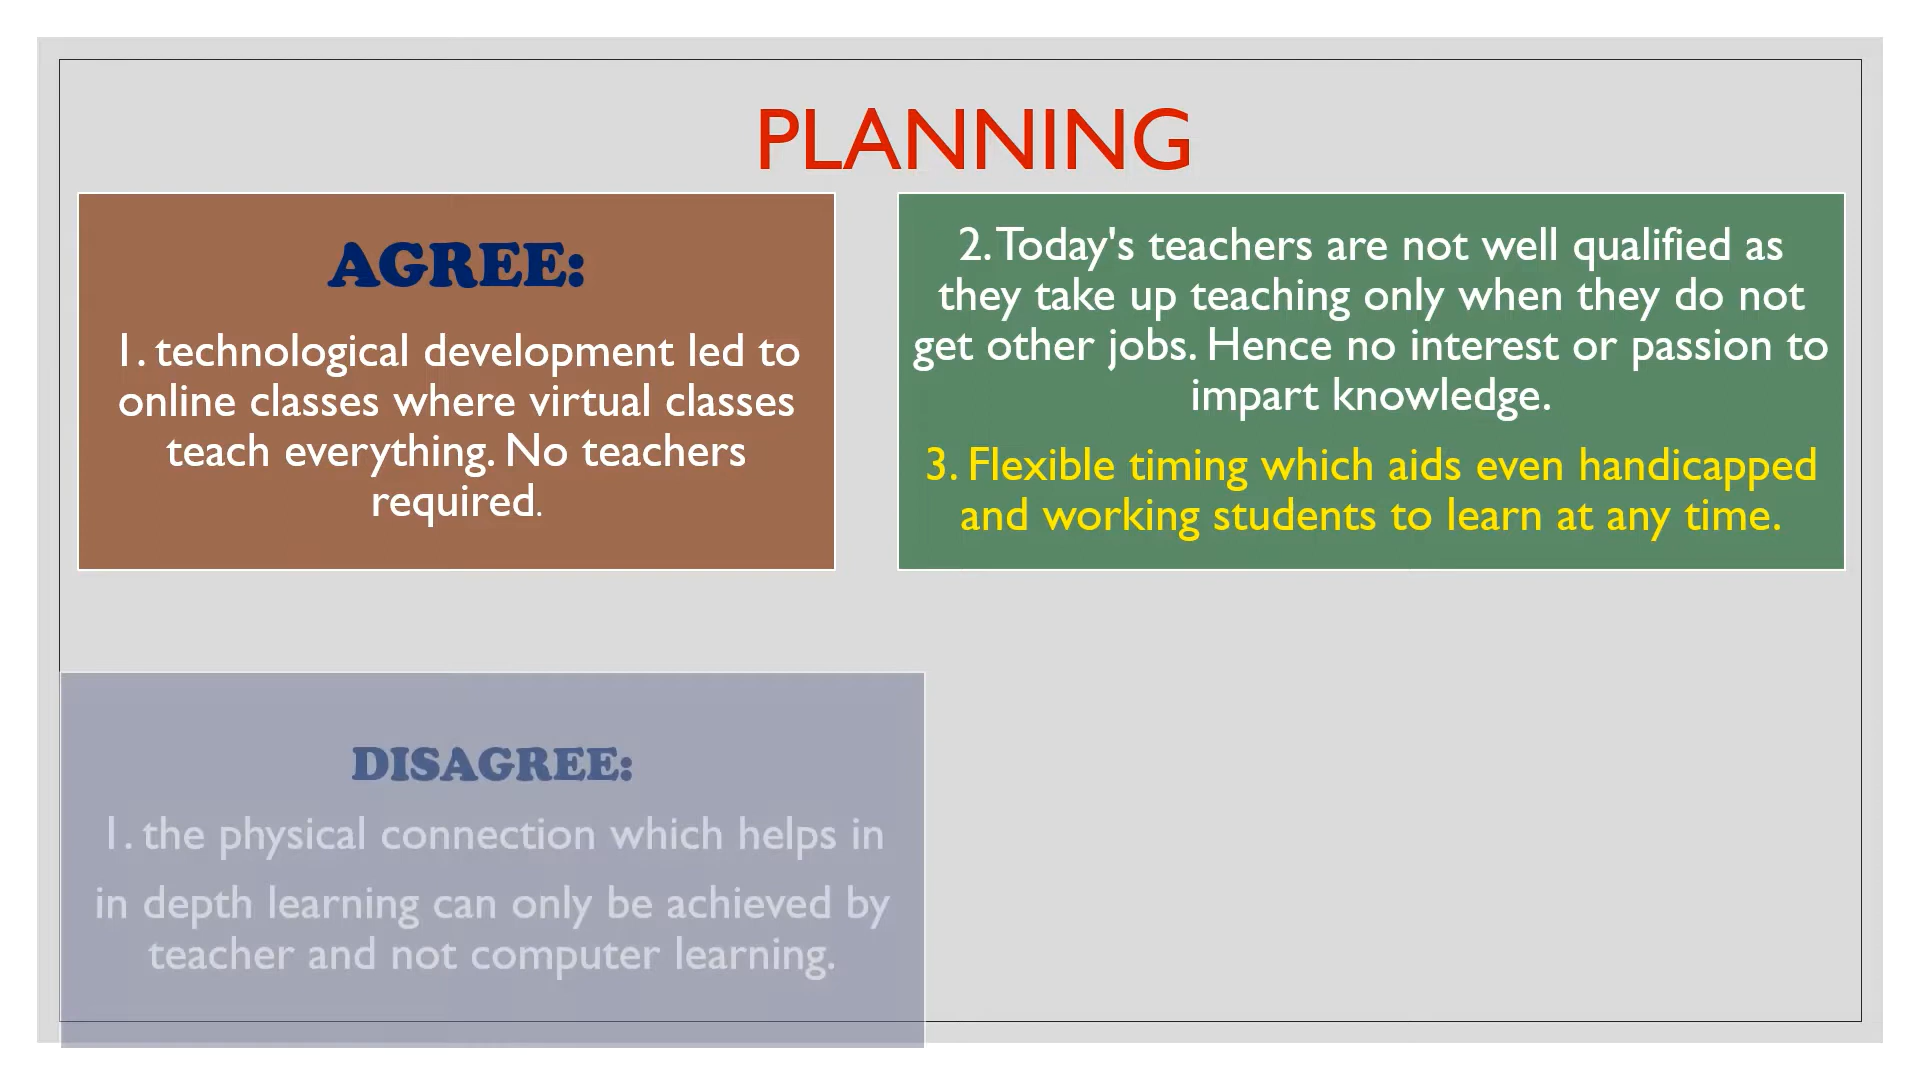 PLANNING
AGREE:
1. technological development led to
online classes where virtual classes
teach everything. No teachers
required.
2. Today's teachers are not well qualified as
they take up teaching only when they do not
get other jobs. Hence no interest or passion to
impart knowledge.
3. Flexible timing which aids even handicapped
and working students to learn at any time.
DISAGREE:
1. the physical connection which helps in
in depth learning can only be achieved by
teacher and not computer learning.